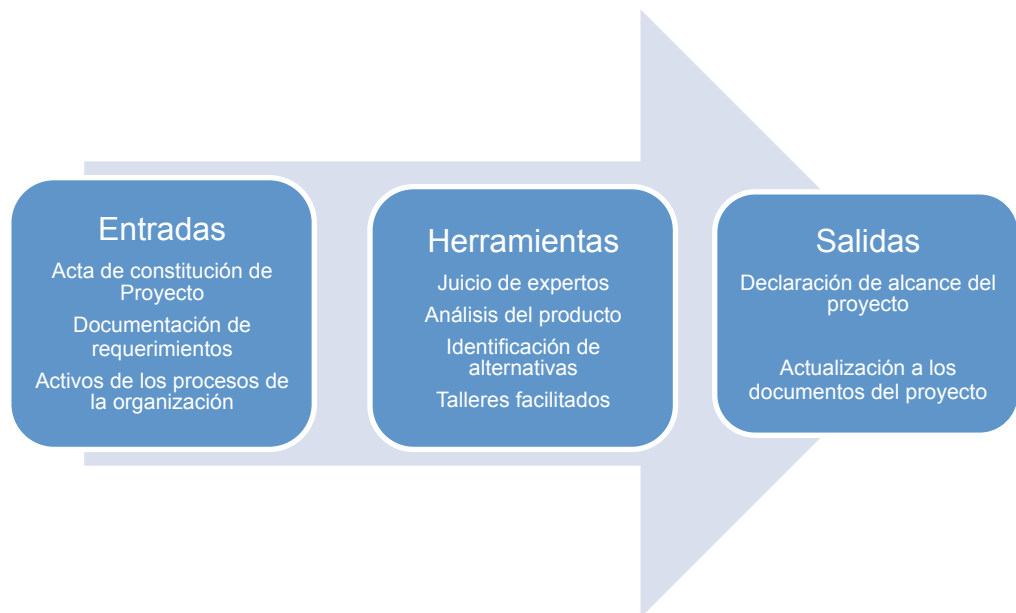 Entradas
Acta de constitución de
Proyecto
Documentación de
requerimientos
Activos de los procesos de
la organización
Herramientas
Juicio de expertos
Análisis del producto
Identificación de
alternativas
Talleres facilitados
Salidas
Declaración de alcance del
proyecto
Actualización a los
documentos del proyecto